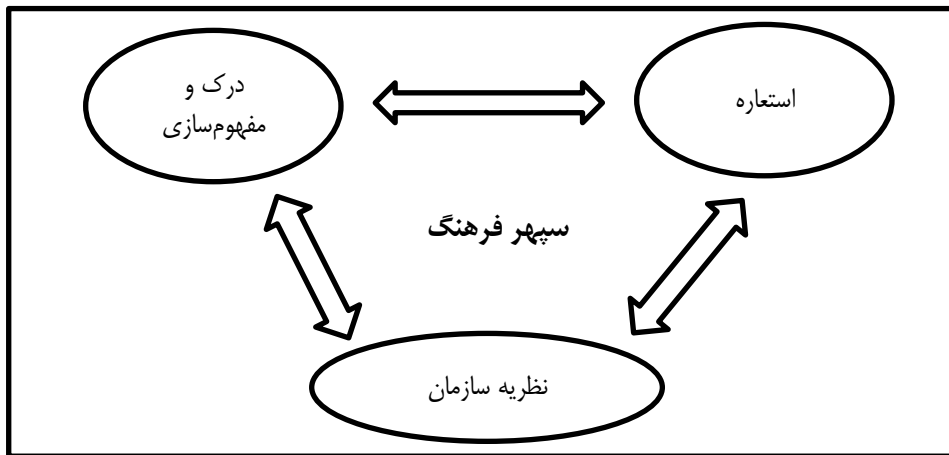 استعاره
درک و
مفهوم‌سازی
سپهر فرهنگ
نظریه سازمان